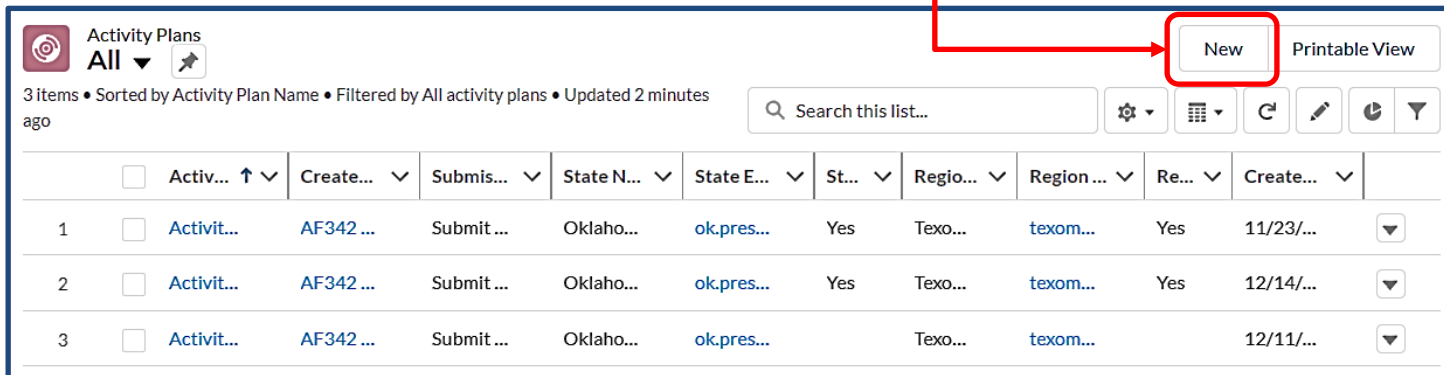 Activity Plans
All
New Printable View
3 items • Sorted by Activity Plan Name • Filtered by All activity plans • Updated 2 minutes
ago
Search this list...
Activ... Create... Submis... State N... State E... St... Regio... Region ... Re... Create...
1 Activit... AF342 ... Submit ... Oklaho... ok.pres... Yes Texo... texom... Yes 11/23/...
2 Activit... AF342 ... Submit ... Oklaho... ok.pres... Yes Texo... texom... Yes 12/14/...
3 Activit... AF342 ... Submit ... Oklaho... ok.pres... Texo... texom... 12/11/...